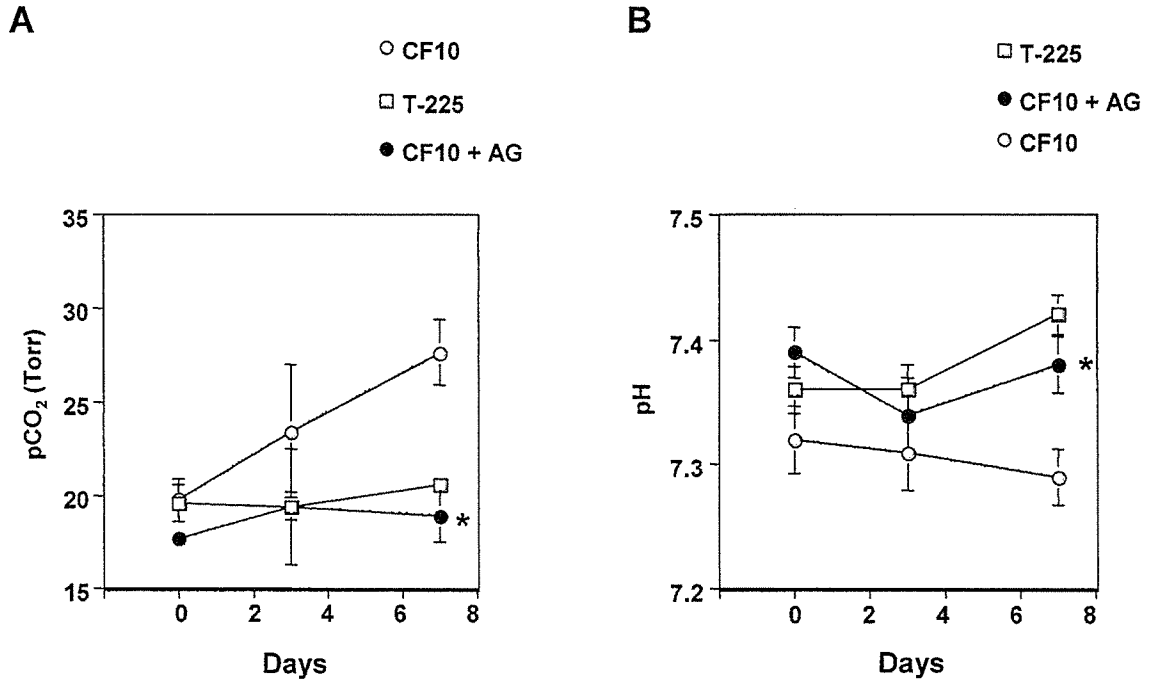 A
CF10
T-225
CF10 + AG
35
30
25
20
15
pCO₂ (Torr)
*
0 2 4 6 8
Days
B
T-225
CF10 + AG
CF10
7.5
7.4
7.3
7.2
pH
*
0 2 4 6 8
Days